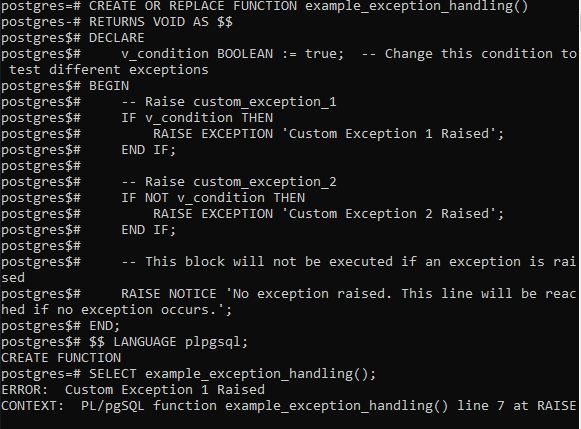 postgres=# CREATE OR REPLACE FUNCTION example_exception_handling()
postgres-# RETURNS VOID AS $$
postgres$# DECLARE
postgres$#     v_condition BOOLEAN := true;  -- Change this condition to
 test different exceptions
postgres$# BEGIN
postgres$#     -- Raise custom_exception_1
postgres$#     IF v_condition THEN
postgres$#         RAISE EXCEPTION 'Custom Exception 1 Raised';
postgres$#     END IF;
postgres$#
postgres$#     -- Raise custom_exception_2
postgres$#     IF NOT v_condition THEN
postgres$#         RAISE EXCEPTION 'Custom Exception 2 Raised';
postgres$#     END IF;
postgres$#
postgres$#     -- This block will not be executed if an exception is rai
sed
postgres$#     RAISE NOTICE 'No exception raised. This line will be reac
hed if no exception occurs.';
postgres$# END;
postgres$# $$ LANGUAGE plpgsql;
CREATE FUNCTION
postgres=# SELECT example_exception_handling();
ERROR:  Custom Exception 1 Raised
CONTEXT:  PL/pgSQL function example_exception_handling() line 7 at RAISE